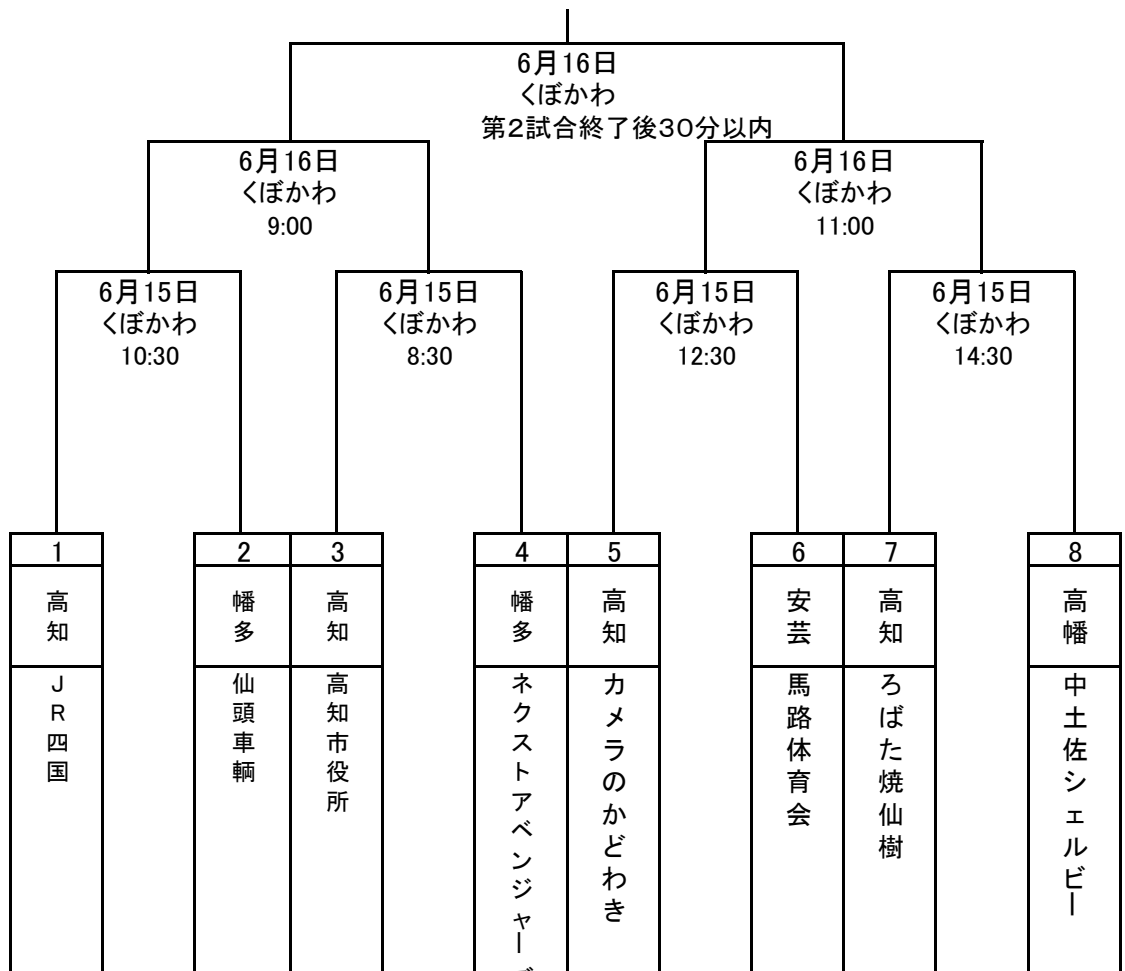 6月16日
くぼかわ
第2試合終了後30分以内
6月16日
くぼかわ
9:00
6月16日
くぼかわ
11:00
6月15日
くぼかわ
10:30
6月15日
くぼかわ
8:30
6月15日
くぼかわ
12:30
6月15日
くぼかわ
14:30
1
高知
JR四国
2
幡多
仙頭車輌
3
高知
高知市役所
4
幡多
ネクストアベンジャー
5
高知
カメラのかどわき
6
安芸
馬路体育会
7
高知
ろばた焼仙樹
8
高幡
中土佐シェルビー